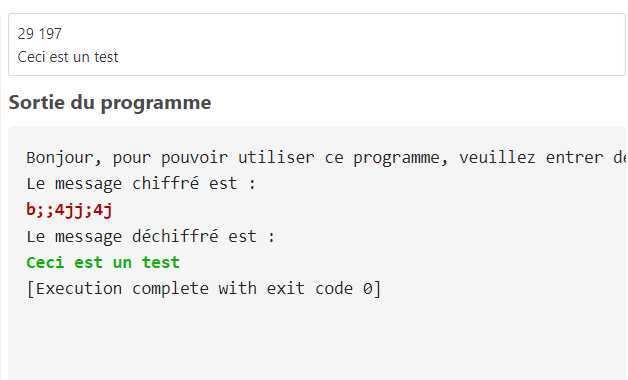 29 197
Ceci est un test
Sortie du programme
Bonjour, pour pouvoir utiliser ce programme, veuillez entrer
Le message chiffré est :
b;;4jj;4j
Le message déchiffré est :
Ceci est un test
[Execution complete with exit code 0]